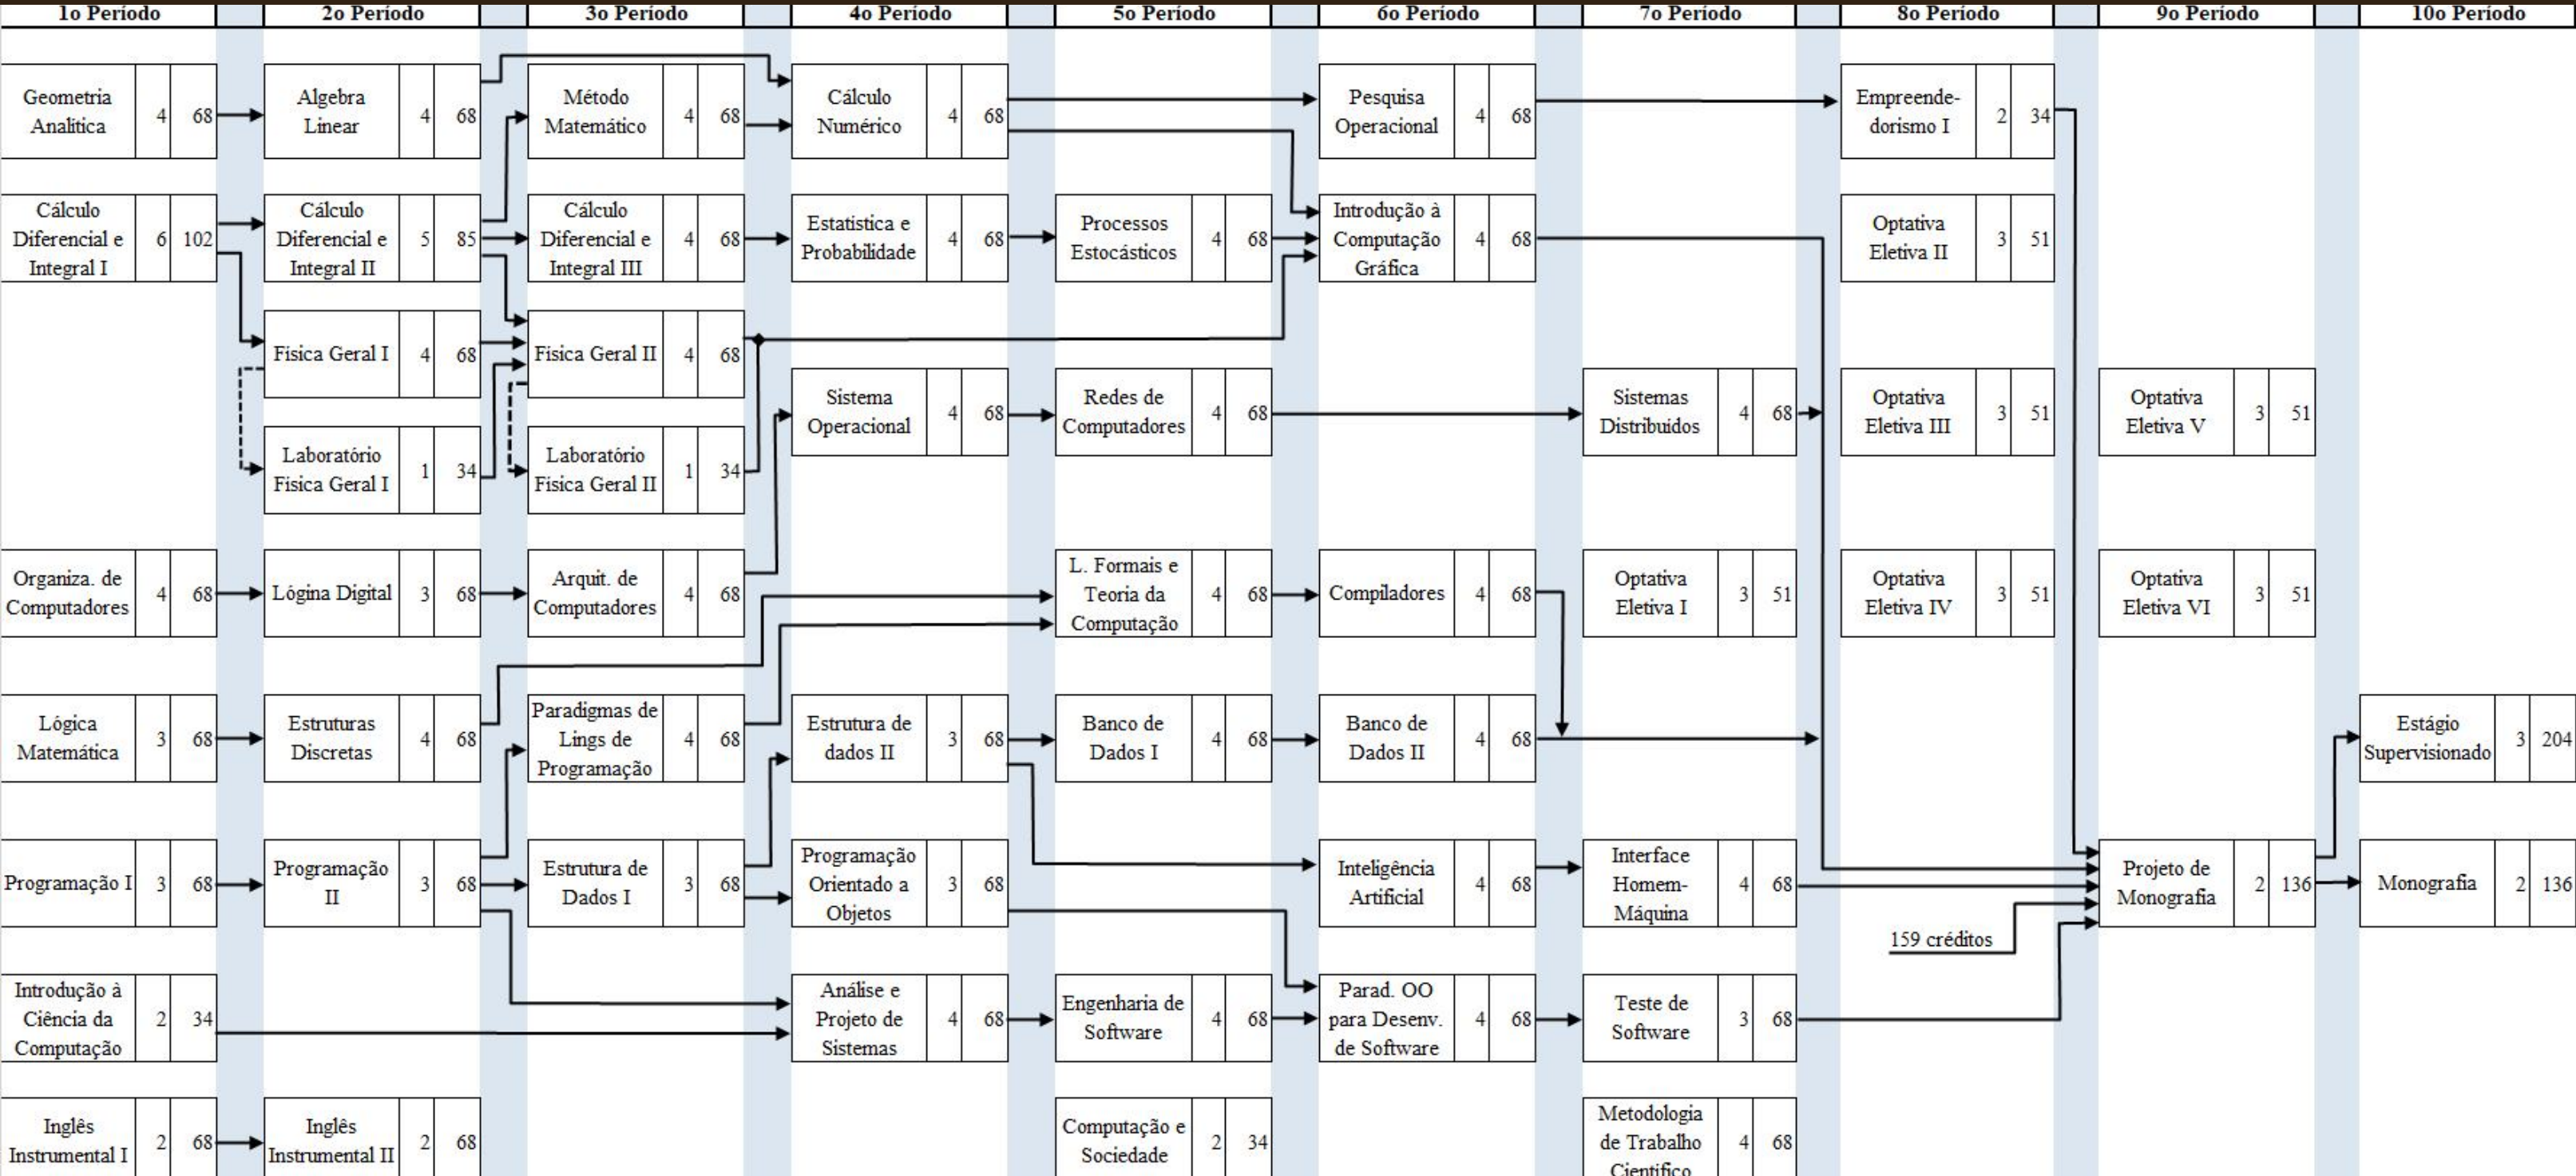 1o Período
2o Período
3o Período
4o Período
5o Período
6o Período
7o Período
8o Período
9o Período
10o Período
Geometria
Analítica
4 68
Cálculo
Diferencial e
Integral I
6 102
Organiza. de
Computadores
4 68
Lógica
Matemática
3 68
Programação I
3 68
Introdução à
Ciência da
Computação
2 34
Inglês
Instrumental I
2 68
Algebra
Linear
4 68
Cálculo
Diferencial e
Integral II
5 85
Fisica Geral I
4 68
Laboratório
Fisica Geral I
1 34
Lógina Digital
3 68
Estruturas
Discretas
4 68
Programação
II
3 68
Inglês
Instrumental II
2 68
Método
Matemático
4 68
Cálculo
Diferencial e
Integral III
4 68
Fisica Geral II
4 68
Laboratório
Fisica Geral II
1 34
Arquit. de
Computadores
4 68
Paradigmas de
Lings de
Programação
4 68
Estrutura de
Dados I
3 68
Cálculo
Numérico
4 68
Estatistica e
Probabilidade
4 68
Sistema
Operacional
4 68
Estrutura de
dados II
3 68
Programação
Orientado a
Objetos
3 68
Análise e
Projeto de
Sistemas
4 68
Processos
Estocásticos
4 68
Redes de
Computadores
4 68
L. Formais e
Teoria da
Computação
4 68
Banco de
Dados I
4 68
Engenharia de
Software
4 68
Computação e
Sociedade
2 34
Pesquisa
Operacional
4 68
Introdução à
Computação
Gráfica
4 68
Compiladores
4 68
Banco de
Dados II
4 68
Inteligência
Artificial
4 68
Parad. OO
para Desenv.
de Software
4 68
Sistemas
Distribuidos
4 68
Optativa
Eletiva I
3 51
Interface
Homem-
Máquina
4 68
Teste de
Software
3 68
Metodologia
de Trabalho
Cientifico
4 68
Empreende-
dorismo I
2 34
Optativa
Eletiva II
3 51
Optativa
Eletiva III
3 51
Optativa
Eletiva IV
3 51
159 créditos
Optativa
Eletiva V
3 51
Optativa
Eletiva VI
3 51
Projeto de
Monografia
2 136
Estágio
Supervisionado
3 204
Monografia
2 136